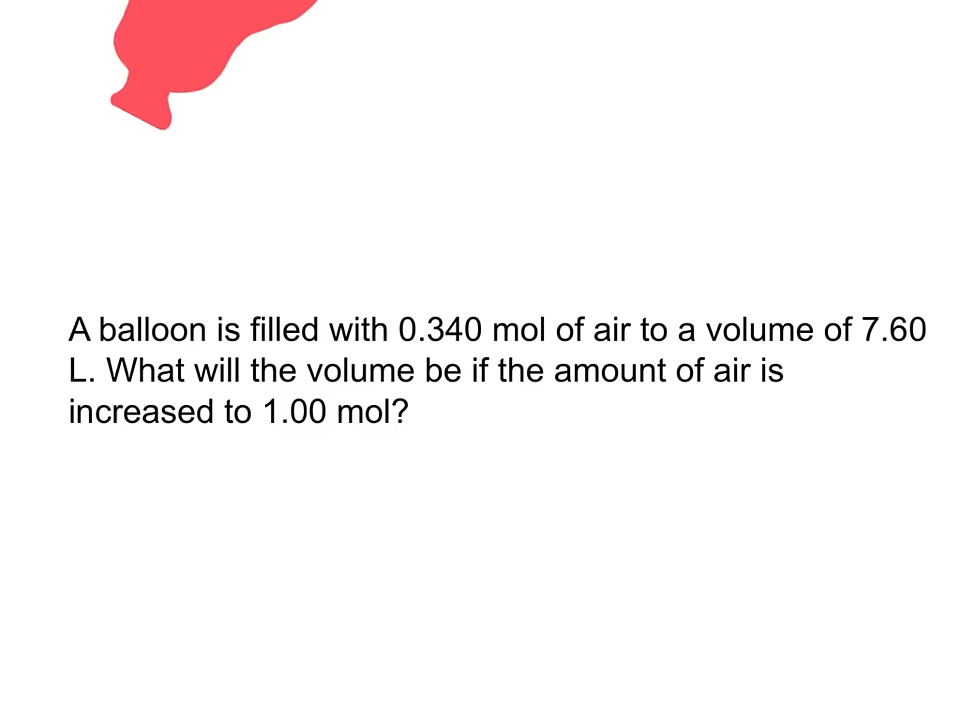 A balloon is filled with 0.340 mol of air to a volume of 7.60
L. What will the volume be if the amount of air is
increased to 1.00 mol?